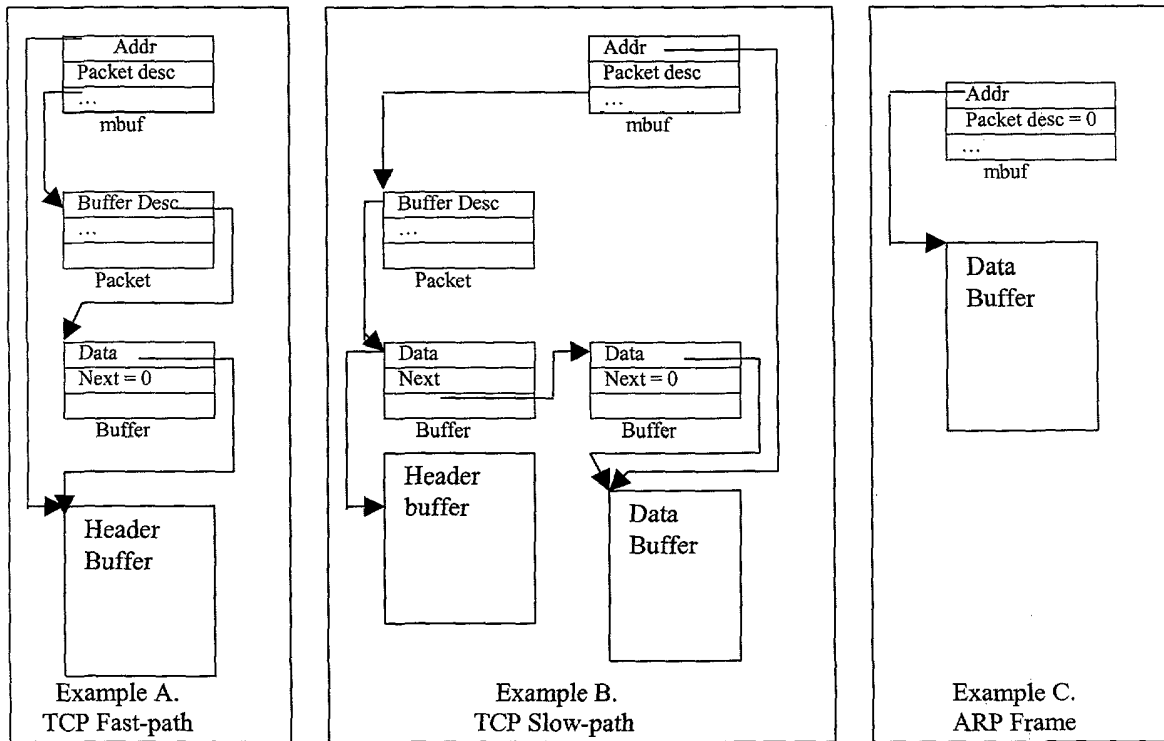 Addr
Packet desc
...
mbuf
Buffer Desc
...
Packet
Data
Next = 0
Buffer
Header
Buffer
Example A.
TCP Fast-path
Addr
Packet desc
...
mbuf
Buffer Desc
...
Packet
Data
Next
Buffer
Data
Next = 0
Buffer
Header
buffer
Data
Buffer
Example B.
TCP Slow-path
Addr
Packet desc = 0
...
mbuf
Data
Buffer
Example C.
ARP Frame